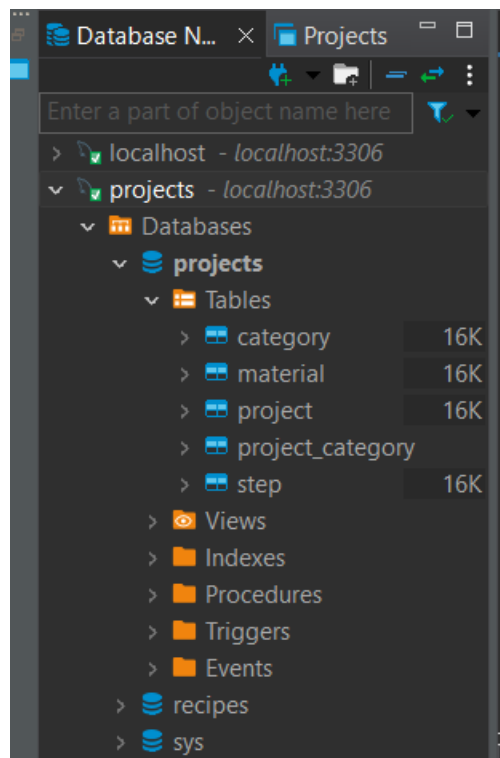 Database N... Projects
Enter a part of object name here
localhost - localhost:3306
projects - localhost:3306
Databases
projects
Tables
category 16K
material 16K
project 16K
project_category
step 16K
Views
Indexes
Procedures
Triggers
Events
recipes
sys